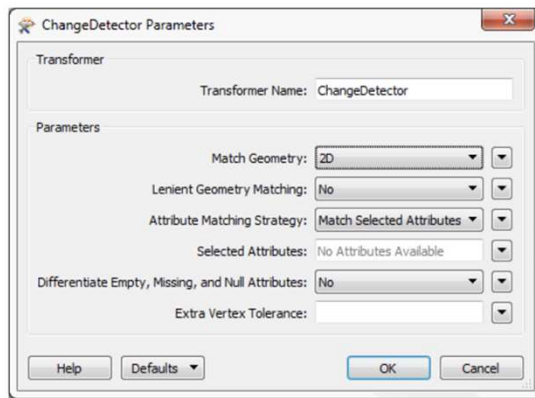 ChangeDetector Parameters
Transformer
Transformer Name: ChangeDetector
Parameters
Match Geometry: 2D
Lenient Geometry Matching: No
Attribute Matching Strategy: Match Selected Attributes
Selected Attributes: No Attributes Available
Differentiate Empty, Missing, and Null Attributes: No
Extra Vertex Tolerance:
Help Defaults OK Cancel